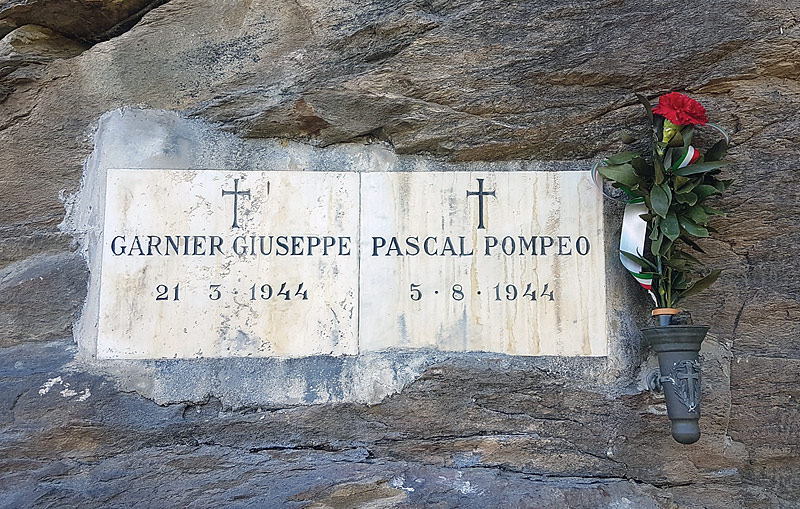 GARNIER GIUSEPPE
21 · 3 · 1944
PASCAL POMPEO
5 · 8 · 1944